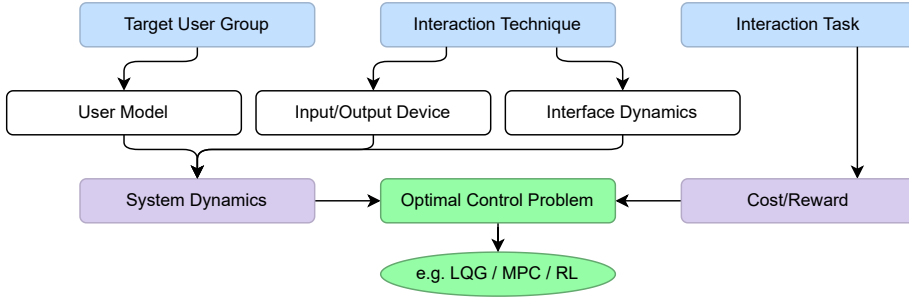 Target User Group
Interaction Technique
Interaction Task
User Model
Input/Output Device
Interface Dynamics
System Dynamics
Optimal Control Problem
Cost/Reward
e.g. LQG / MPC / RL